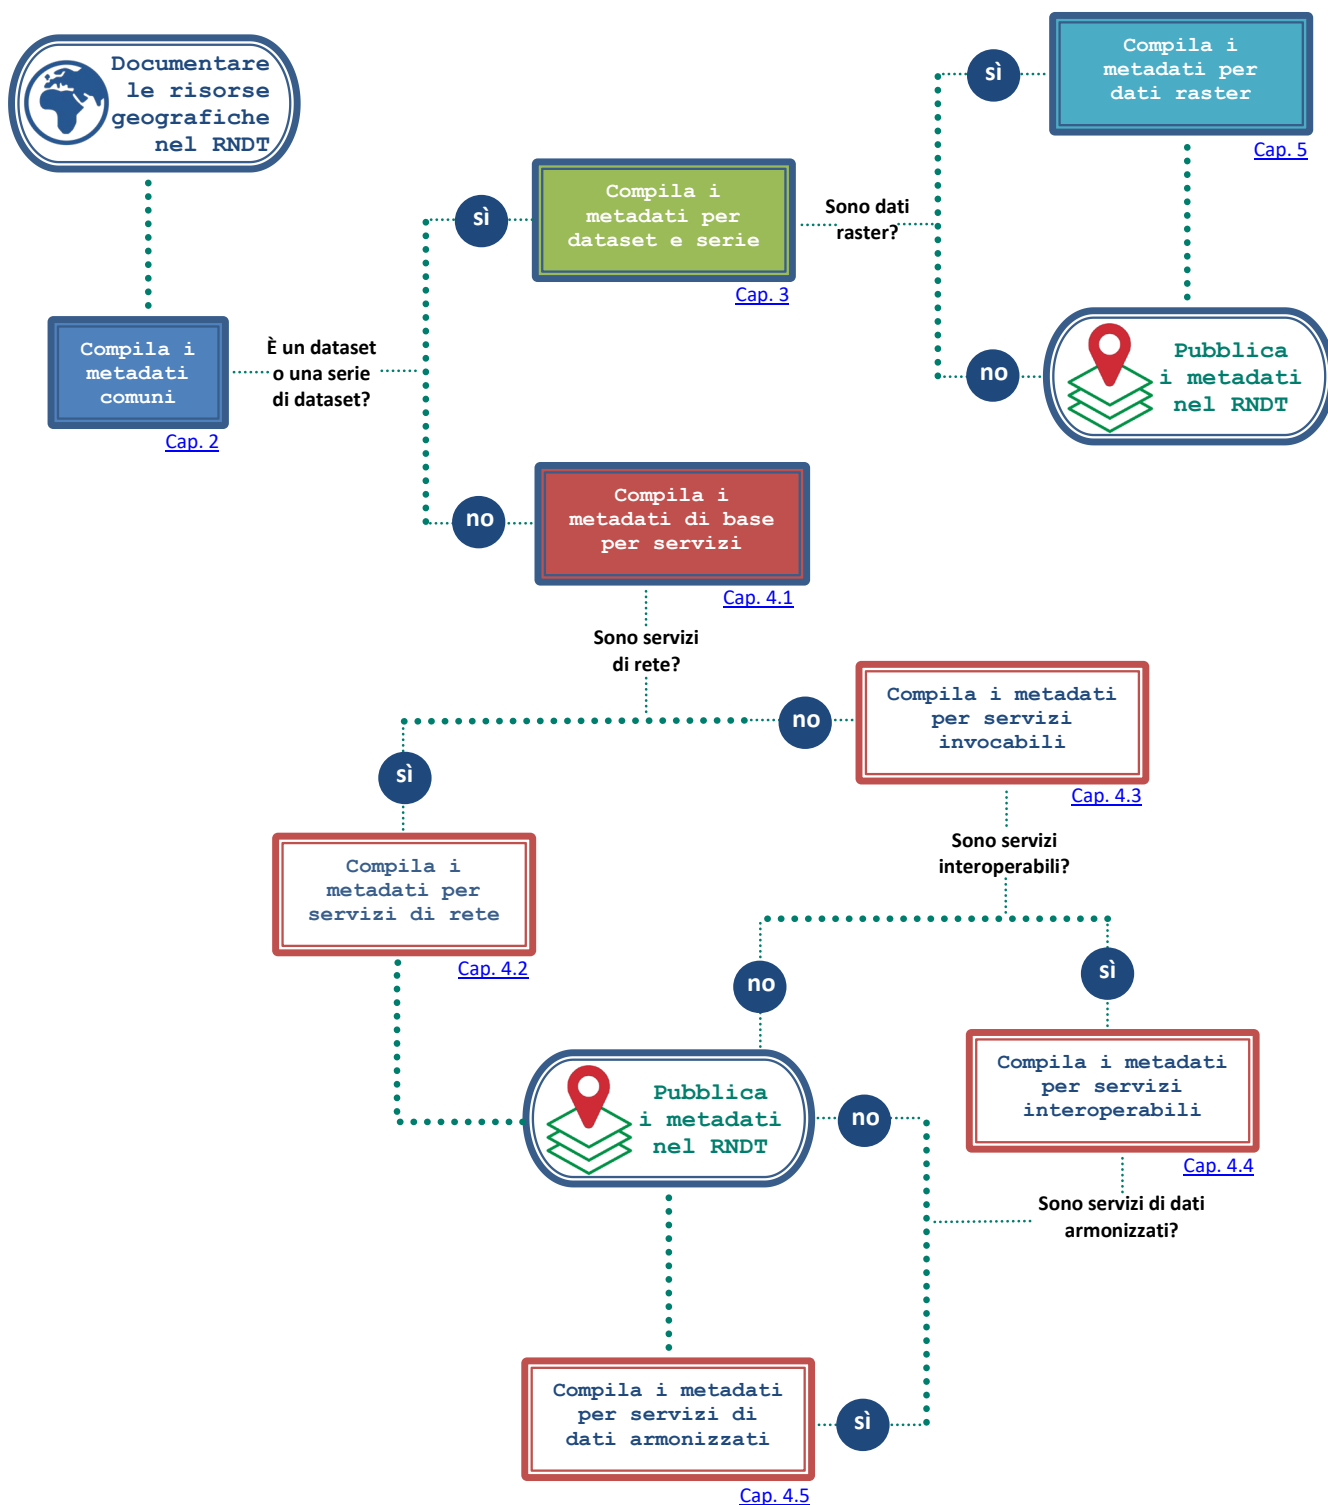 Documentare
le risorse
geografiche
nel RNDT
Compila i
metadati
comuni
Cap. 2
È un dataset
o una serie
di dataset?
sì
Compila i
metadati per
dataset e serie
Cap. 3
Sono dati
raster?
sì
Compila i
metadati per
dati raster
Cap. 5
no
Pubblica
i metadati
nel RNDT
no
Compila i
metadati di base
per servizi
Cap. 4.1
Sono servizi
di rete?
sì
Compila i
metadati per
servizi di rete
Cap. 4.2
no
Compila i metadati
per servizi
invocabili
Cap. 4.3
Sono servizi
interoperabili?
no
sì
Compila i metadati
per servizi
interoperabili
Cap. 4.4
Sono servizi di dati
armonizzati?
no
Pubblica
i metadati
nel RNDT
sì
Compila i metadati
per servizi di
dati armonizzati
Cap. 4.5